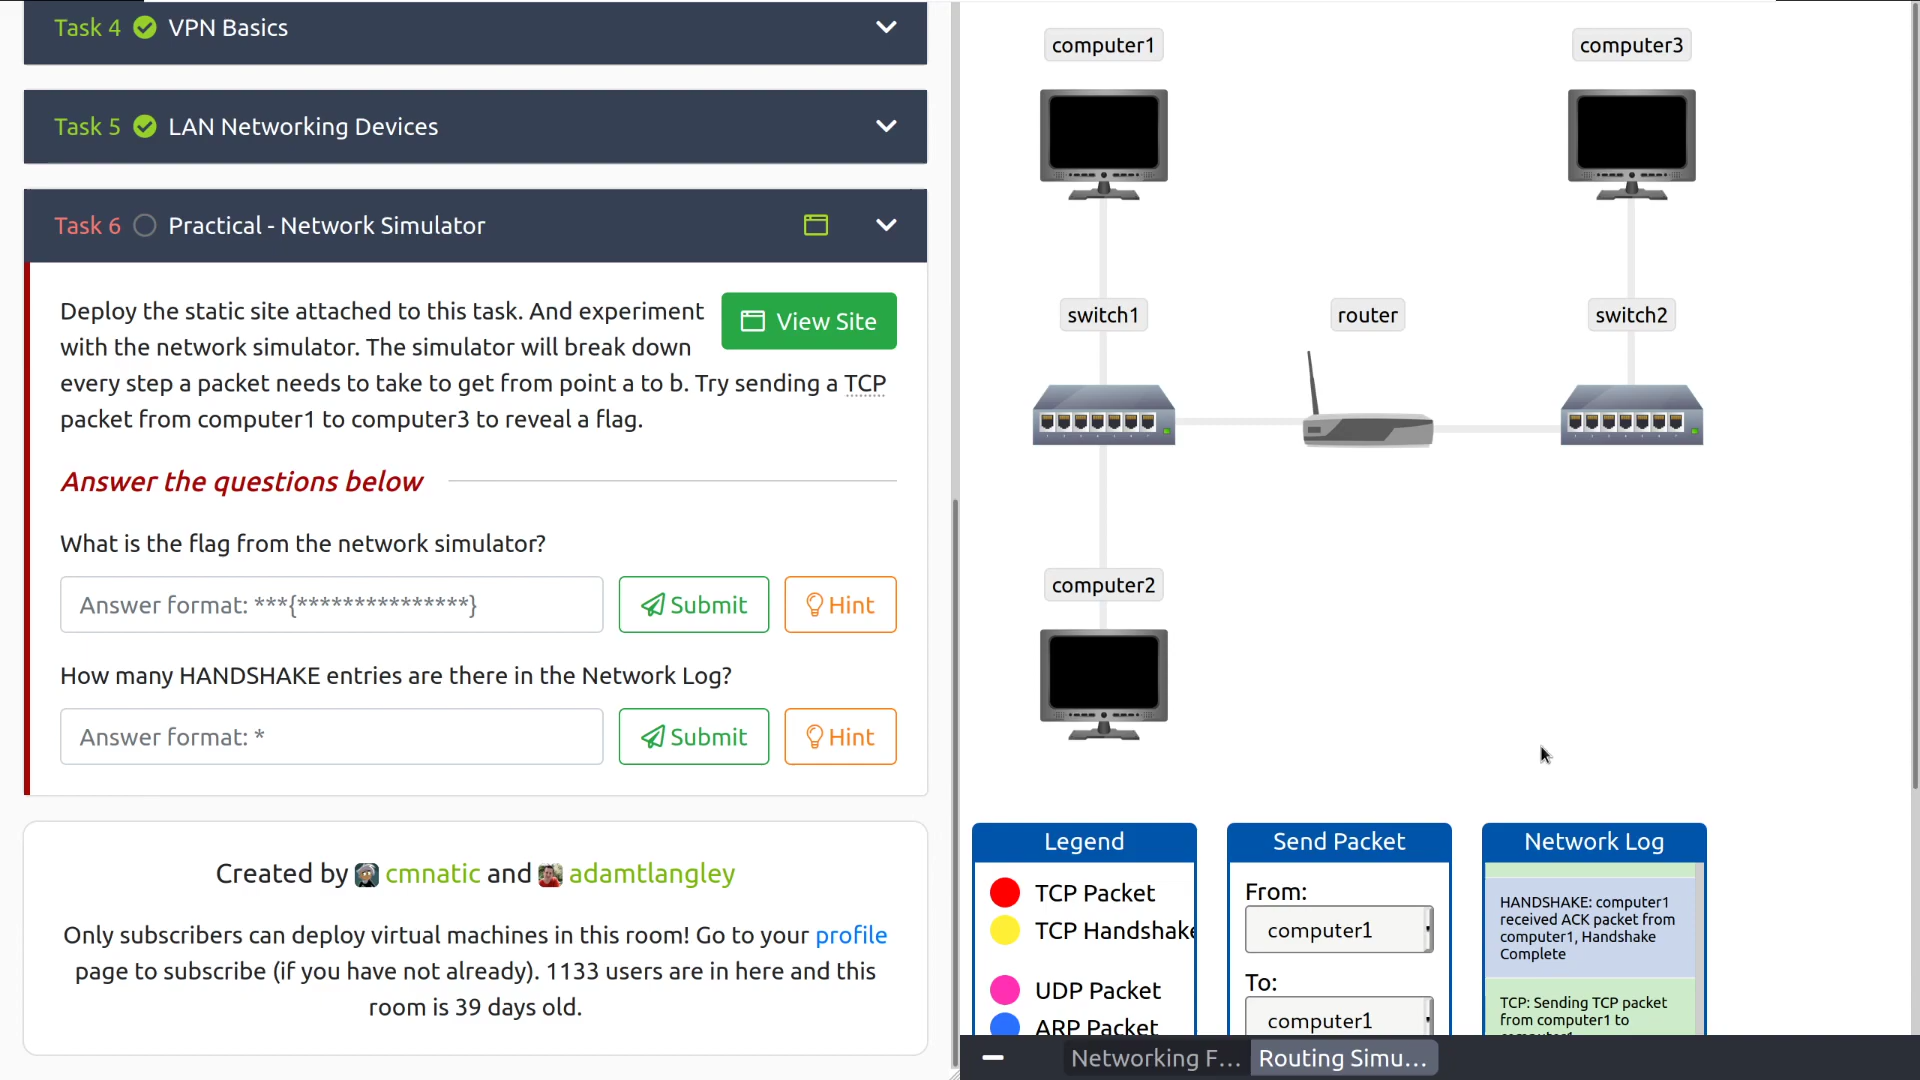 Task 4 VPN Basics
Task 5 LAN Networking Devices
Task 6 Practical - Network Simulator
Deploy the static site attached to this task. And experiment
with the network simulator. The simulator will break down
every step a packet needs to take to get from point a to b. Try sending a TCP
packet from computer1 to computer3 to reveal a flag.
View Site
Answer the questions below
What is the flag from the network simulator?
Answer format: ***{***************}
Submit
Hint
How many HANDSHAKE entries are there in the Network Log?
Answer format: *
Submit
Hint
Created by cmnatic and adamtlangley
Only subscribers can deploy virtual machines in this room! Go to your profile
page to subscribe (if you have not already). 1133 users are in here and this
room is 39 days old.
computer1
computer3
switch1
router
switch2
computer2
Legend
TCP Packet
TCP Handshake
UDP Packet
ARP Packet
Send Packet
From:
computer1
To:
computer1
Network Log
HANDSHAKE: computer1
received ACK packet from
computer1, Handshake
Complete
TCP: Sending TCP packet
from computer1 to
Networking F...
Routing Simu...